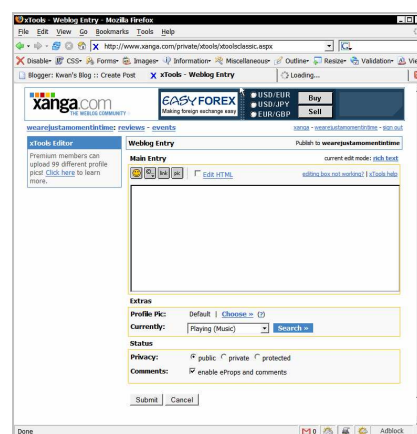 xTools - Weblog Entry - Mozilla Firefox
File Edit View Go Bookmarks Tools Help
http://www.xanga.com/private/xtools/xtoolsclassic.aspx
Disable CSS Forms Images Information Miscellaneous Outline Resize Validation
Blogger: Kwan's Blog :: Create Post xTools - Weblog Entry Loading...
xanga.com
THE WEBLOG COMMUNITY
EASY FOREX
Making foreign exchange easy
USD/EUR
USD/JPY
EUR/GBP
Buy
Sell
wearejustamomentintime: reviews - events
xanga - wearejustamomentintime - sign out
xTools Editor
Premium members can
upload 99 different profile
pics! Click here to learn
more.
Weblog Entry
Publish to wearejustamomentintime
Main Entry
current edit mode: rich text
link pic Edit HTML
editing box not working? | xTools help
Extras
Profile Pic: Default | Choose » (?)
Currently: Playing (Music) Search »
Status
Privacy: public private protected
Comments: enable eProps and comments
Submit Cancel
Done
0
Adblock